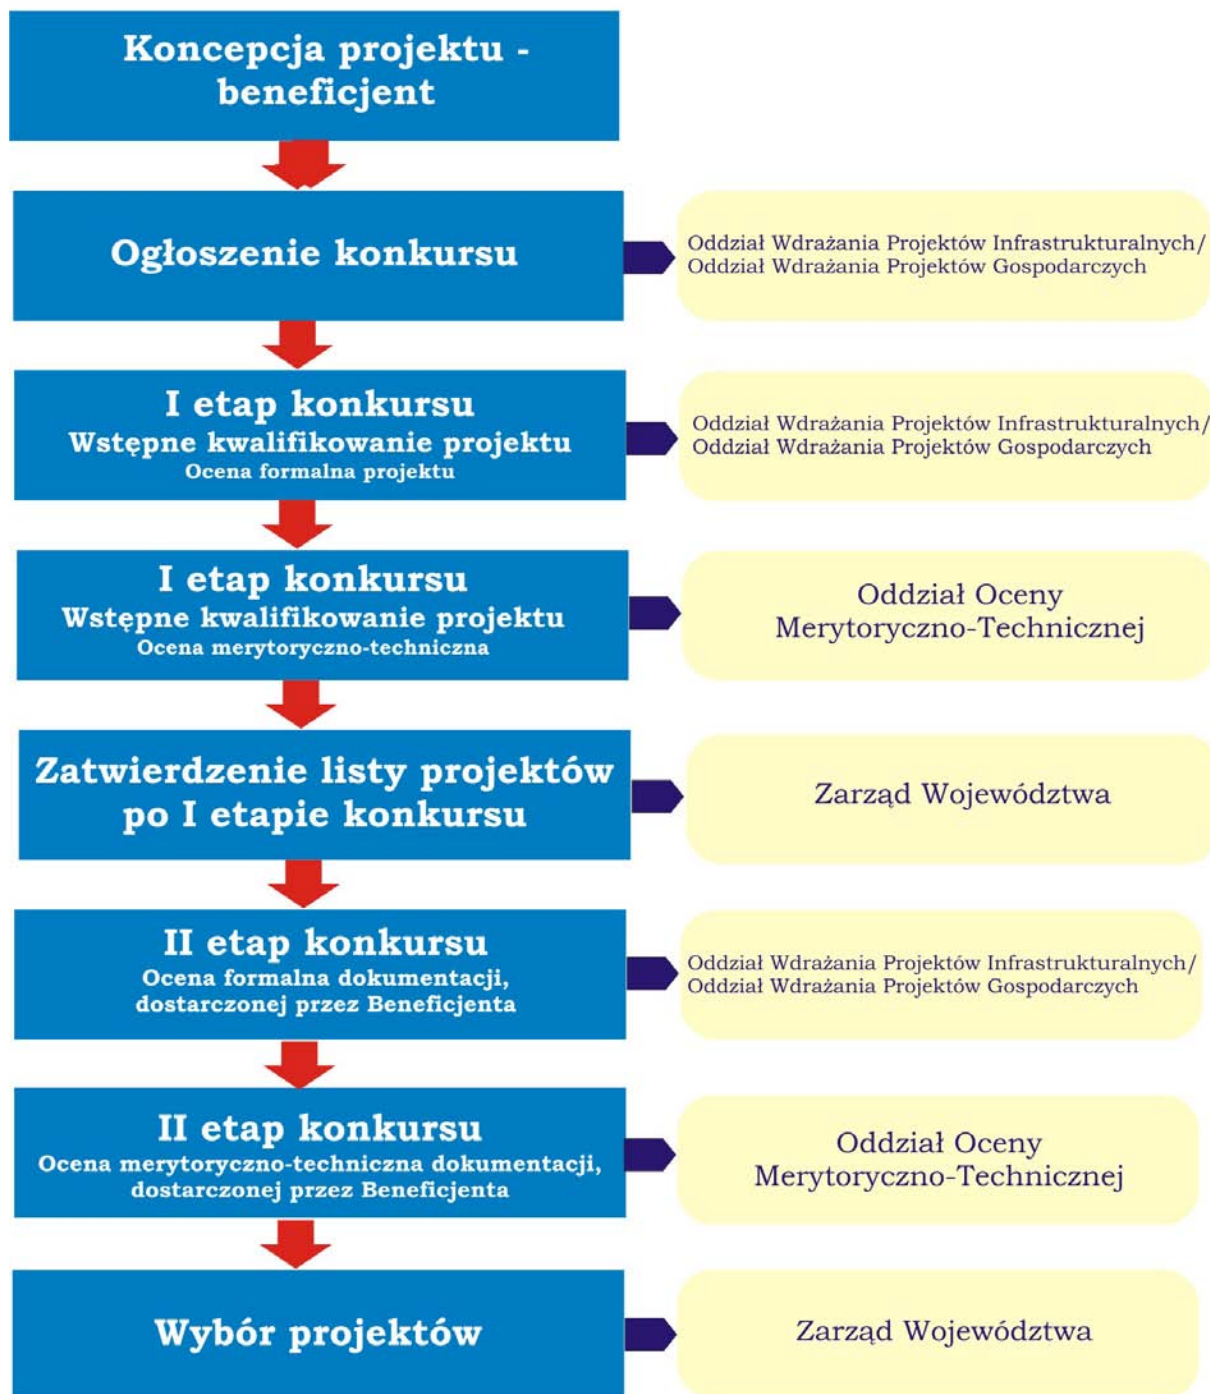 Koncepcja projektu -
beneficjent
Ogłoszenie konkursu
Oddział Wdrażania Projektów Infrastrukturalnych/
Oddział Wdrażania Projektów Gospodarczych
I etap konkursu
Wstępne kwalifikowanie projektu
Ocena formalna projektu
Oddział Wdrażania Projektów Infrastrukturalnych/
Oddział Wdrażania Projektów Gospodarczych
I etap konkursu
Wstępne kwalifikowanie projektu
Ocena merytoryczno-techniczna
Oddział Oceny
Merytoryczno-Technicznej
Zatwierdzenie listy projektów
po I etapie konkursu
Zarząd Województwa
II etap konkursu
Ocena formalna dokumentacji,
dostarczonej przez Beneficjenta
Oddział Wdrażania Projektów Infrastrukturalnych/
Oddział Wdrażania Projektów Gospodarczych
II etap konkursu
Ocena merytoryczno-techniczna dokumentacji,
dostarczonej przez Beneficjenta
Oddział Oceny
Merytoryczno-Technicznej
Wybór projektów
Zarząd Województwa